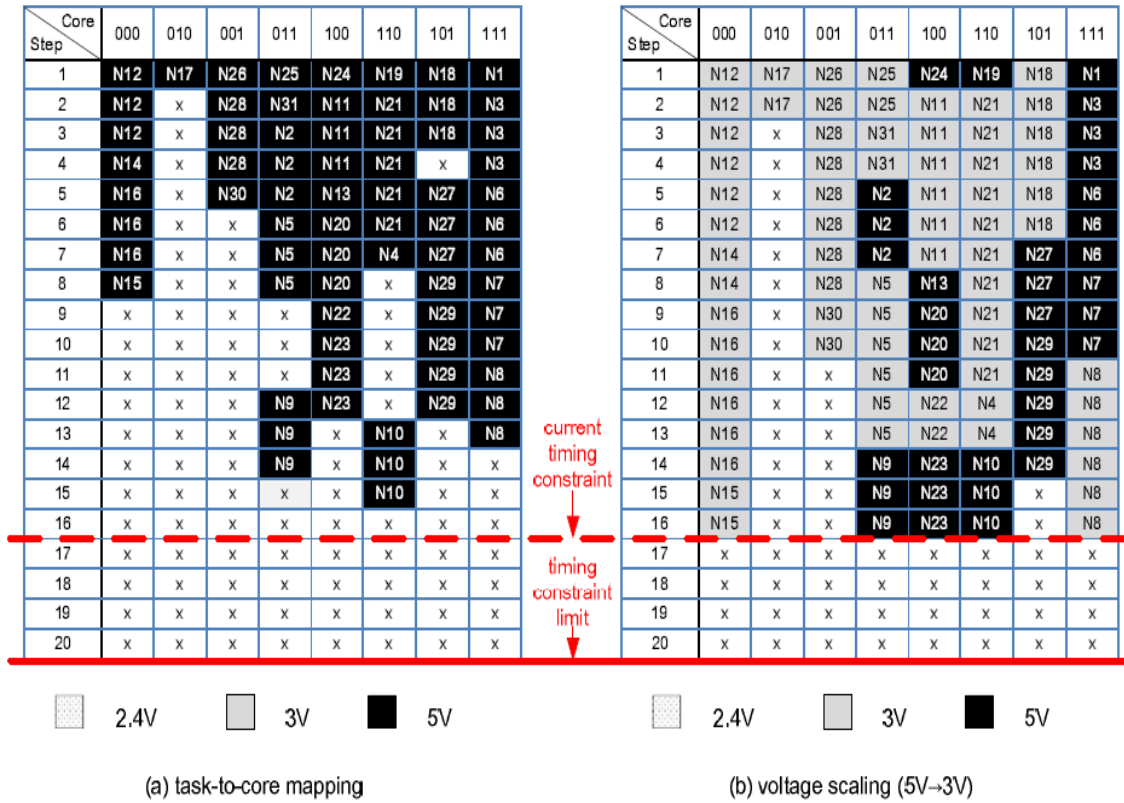 Core
Step
000 010 001 011 100 110 101 111
1 N12 N17 N26 N25 N24 N19 N18 N1
2 N12 x N28 N31 N11 N21 N18 N3
3 N12 x N28 N2 N11 N21 N18 N3
4 N14 x N28 N2 N11 N21 x N3
5 N16 x N30 N2 N13 N21 N27 N6
6 N16 x x N5 N20 N21 N27 N6
7 N16 x x N5 N20 N4 N27 N6
8 N15 x x N5 N20 x N29 N7
9 x x x x N22 x N29 N7
10 x x x x N23 x N29 N7
11 x x x x N23 x N29 N8
12 x x x N9 N23 x N29 N8
13 x x x N9 x N10 x N8
14 x x x N9 x N10 x x
15 x x x x x N10 x x
16 x x x x x x x x
17 x x x x x x x x
18 x x x x x x x x
19 x x x x x x x x
20 x x x x x x x x
current
timing
constraint
timing
constraint
limit
Core
Step
000 010 001 011 100 110 101 111
1 N12 N17 N26 N25 N24 N19 N18 N1
2 N12 N17 N26 N25 N11 N21 N18 N3
3 N12 x N28 N31 N11 N21 N18 N3
4 N12 x N28 N31 N11 N21 N18 N3
5 N12 x N28 N2 N11 N21 N18 N6
6 N12 x N28 N2 N11 N21 N18 N6
7 N14 x N28 N2 N11 N21 N27 N6
8 N14 x N28 N5 N13 N21 N27 N7
9 N16 x N30 N5 N20 N21 N27 N7
10 N16 x N30 N5 N20 N21 N29 N7
11 N16 x x N5 N20 N21 N29 N8
12 N16 x x N5 N22 N4 N29 N8
13 N16 x x N5 N22 N4 N29 N8
14 N16 x x N9 N23 N10 N29 N8
15 N15 x x N9 N23 N10 x N8
16 N15 x x N9 N23 N10 x N8
17 x x x x x x x x
18 x x x x x x x x
19 x x x x x x x x
20 x x x x x x x x
2.4V 3V 5V
2.4V 3V 5V
(a) task-to-core mapping
(b) voltage scaling (5V→3V)